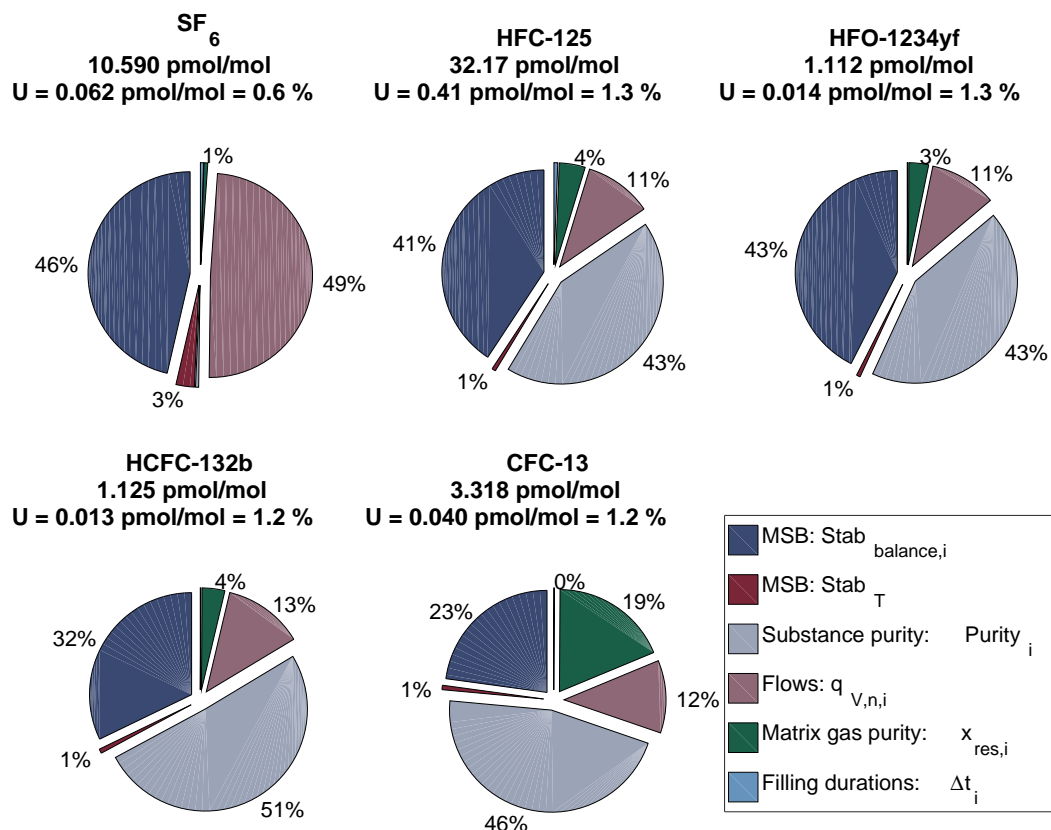 SF6
10.590 pmol/mol
U = 0.062 pmol/mol = 0.6 %
1%
46%
49%
3%
HFC-125
32.17 pmol/mol
U = 0.41 pmol/mol = 1.3 %
4%
11%
41%
43%
1%
HFO-1234yf
1.112 pmol/mol
U = 0.014 pmol/mol = 1.3 %
3%
11%
43%
43%
1%
HCFC-132b
1.125 pmol/mol
U = 0.013 pmol/mol = 1.2 %
4%
13%
32%
1%
51%
CFC-13
3.318 pmol/mol
U = 0.040 pmol/mol = 1.2 %
0%
19%
23%
1%
12%
46%
MSB: Stab balance,i
MSB: Stab T
Substance purity: Purity i
Flows: q V,n,i
Matrix gas purity: x res,i
Filling durations: Δt i